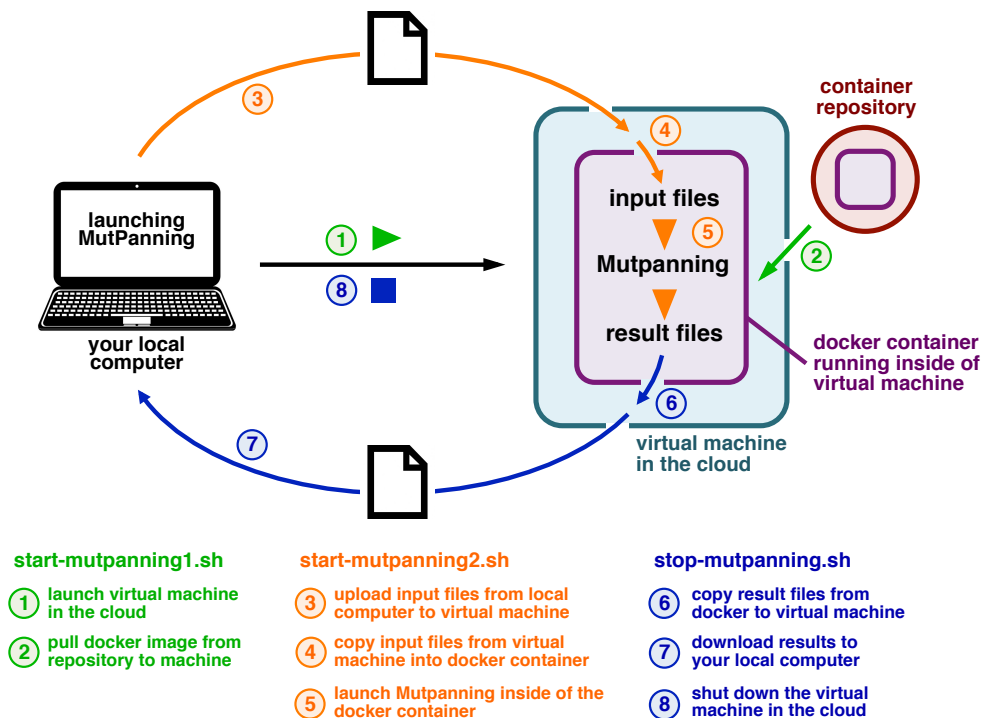 3
4
container
repository
launching
MutPanning
input files
5
1
Mutpanning
2
8
result files
your local
computer
docker container
running inside of
virtual machine
6
7
virtual machine
in the cloud
start-mutpanning1.sh
1 launch virtual machine
in the cloud
2 pull docker image from
repository to machine
start-mutpanning2.sh
3 upload input files from local
computer to virtual machine
4 copy input files from virtual
machine into docker container
5 launch Mutpanning inside of the
docker container
stop-mutpanning.sh
6 copy result files from
docker to virtual machine
7 download results to
your local computer
8 shut down the virtual
machine in the cloud